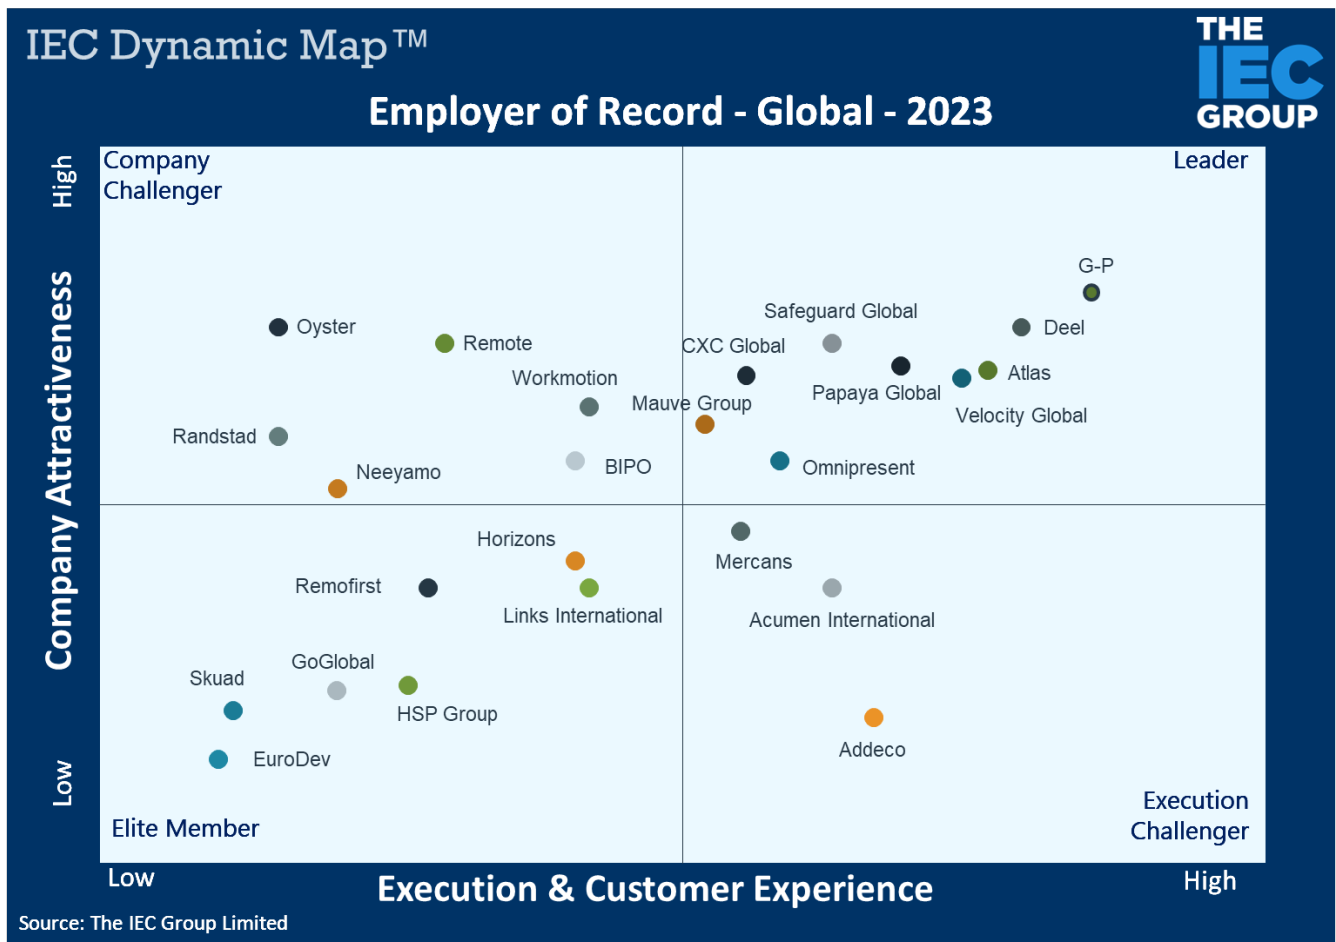 IEC Dynamic Map™
THE
IEC
GROUP
Employer of Record - Global - 2023
High
Company
Challenger
Leader
G-P
Safeguard Global
Oyster
Deel
Remote
CXC Global
Workmotion
Atlas
Papaya Global
Mauve Group
Velocity Global
Randstad
BIPO
Omnipresent
Neeyamo
Company Attractiveness
Horizons
Mercans
Remofirst
Links International
Acumen International
GoGlobal
Skuad
HSP Group
Addeco
EuroDev
Low
Execution
Challenger
Elite Member
Low
Execution & Customer Experience
High
Source: The IEC Group Limited